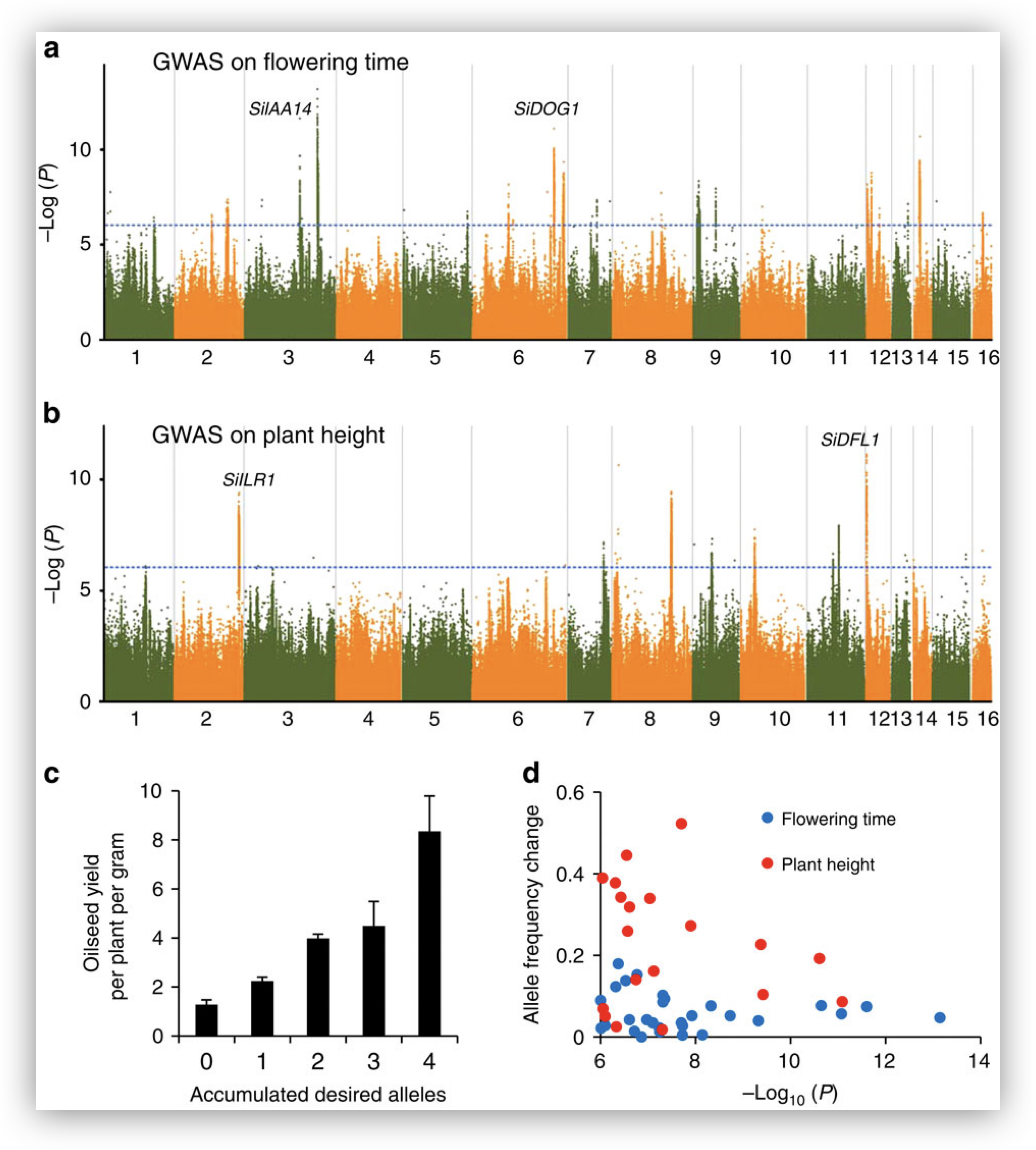 a
GWAS on flowering time
SiIAA14
SiDOG1
–Log (P)
10
5
0
1 2 3 4 5 6 7 8 9 10 11 12 13 14 15 16
b
GWAS on plant height
SiILR1
SiDFL1
–Log (P)
10
5
0
1 2 3 4 5 6 7 8 9 10 11 12 13 14 15 16
c
Oilseed yield
per plant per gram
10
8
6
4
2
0
0 1 2 3 4
Accumulated desired alleles
d
Allele frequency change
0.6
0.4
0.2
0
Flowering time
Plant height
6 8 10 12 14
–Log10 (P)